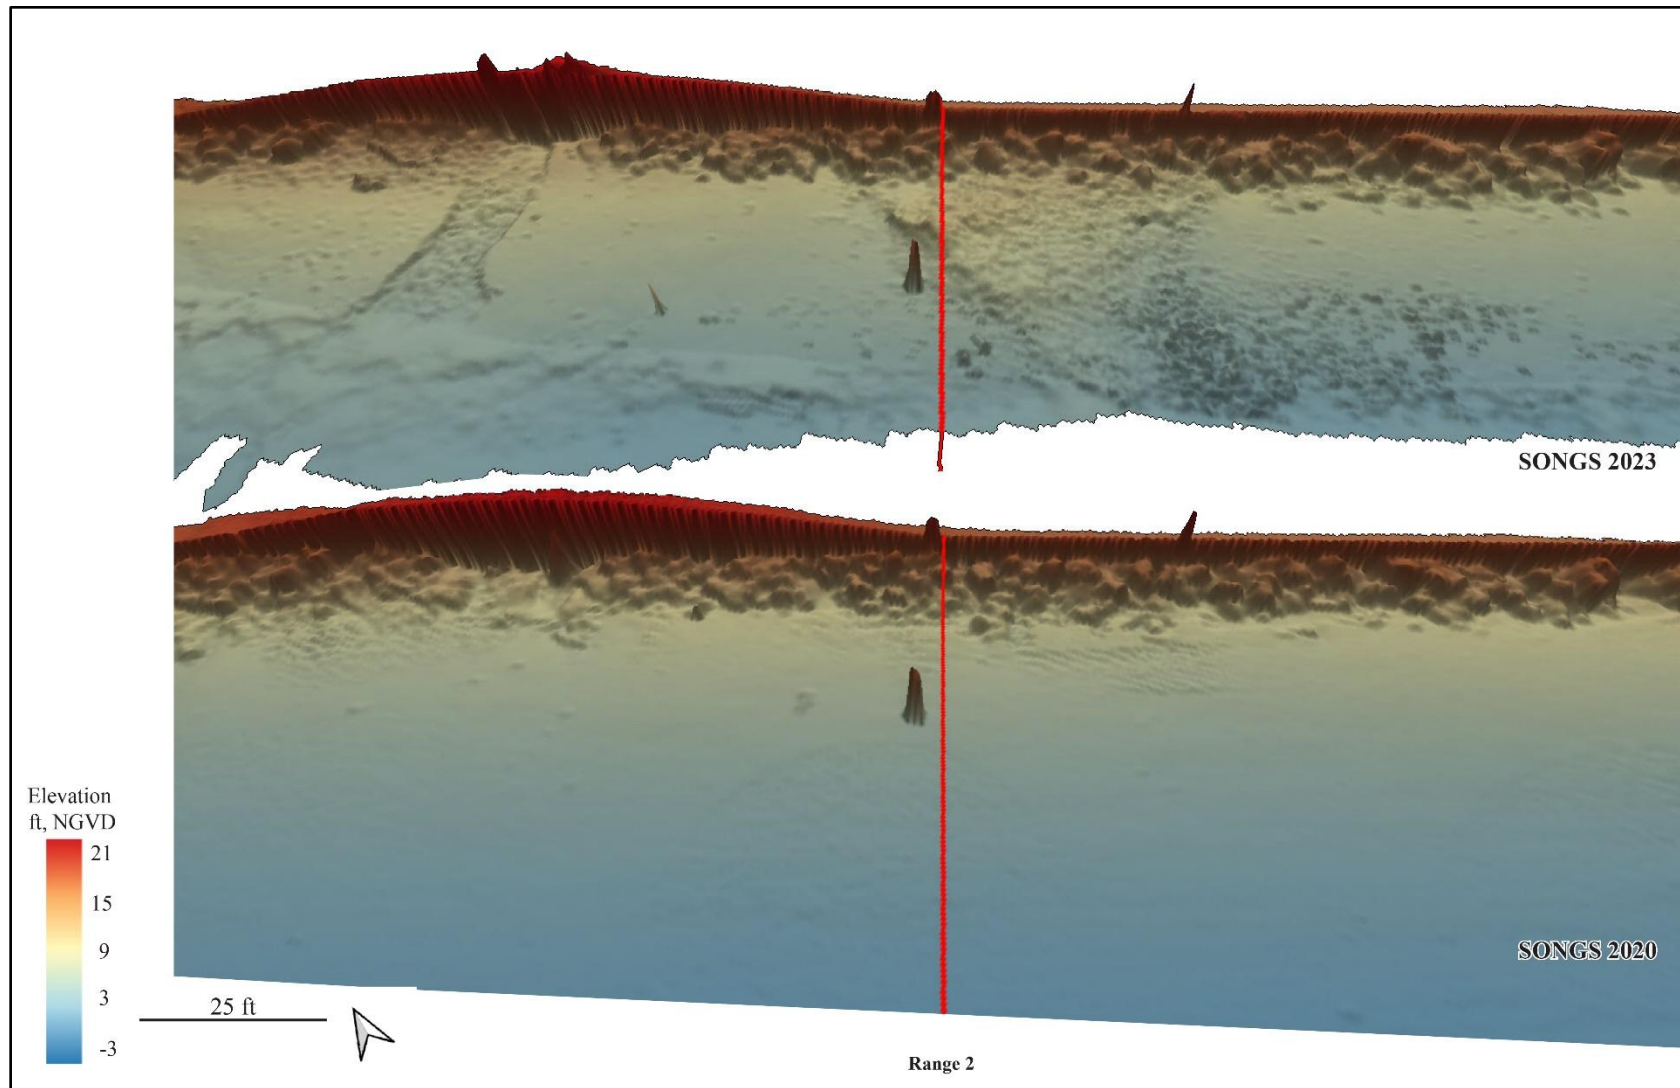 SONGS 2023
Elevation
ft, NGVD
21
15
9
3
-3
SONGS 2020
25 ft
Range 2